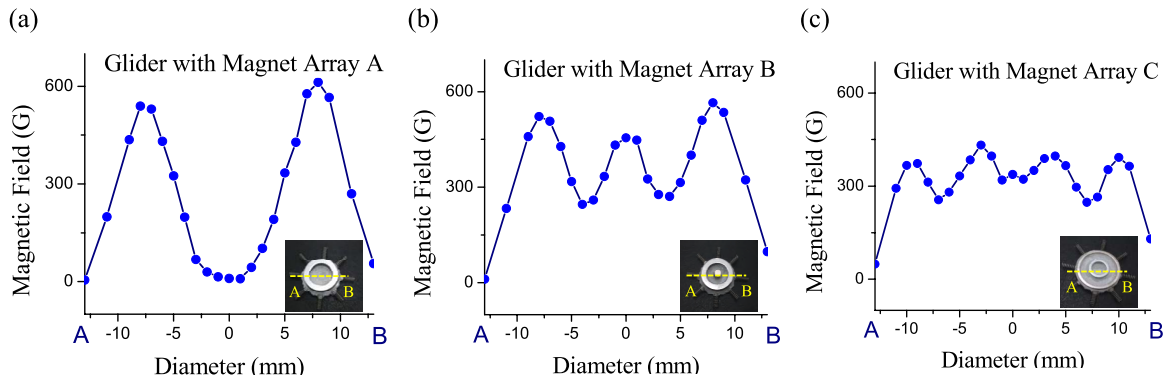 (a)
Glider with Magnet Array A
Magnetic Field (G)
600
300
0
-10 -5 0 5 10
A B
Diameter (mm)
A B
(b)
Glider with Magnet Array B
Magnetic Field (G)
600
300
0
-10 -5 0 5 10
A B
Diameter (mm)
A B
(c)
Glider with Magnet Array C
Magnetic Field (G)
600
300
0
-10 -5 0 5 10
A B
Diameter (mm)
A B